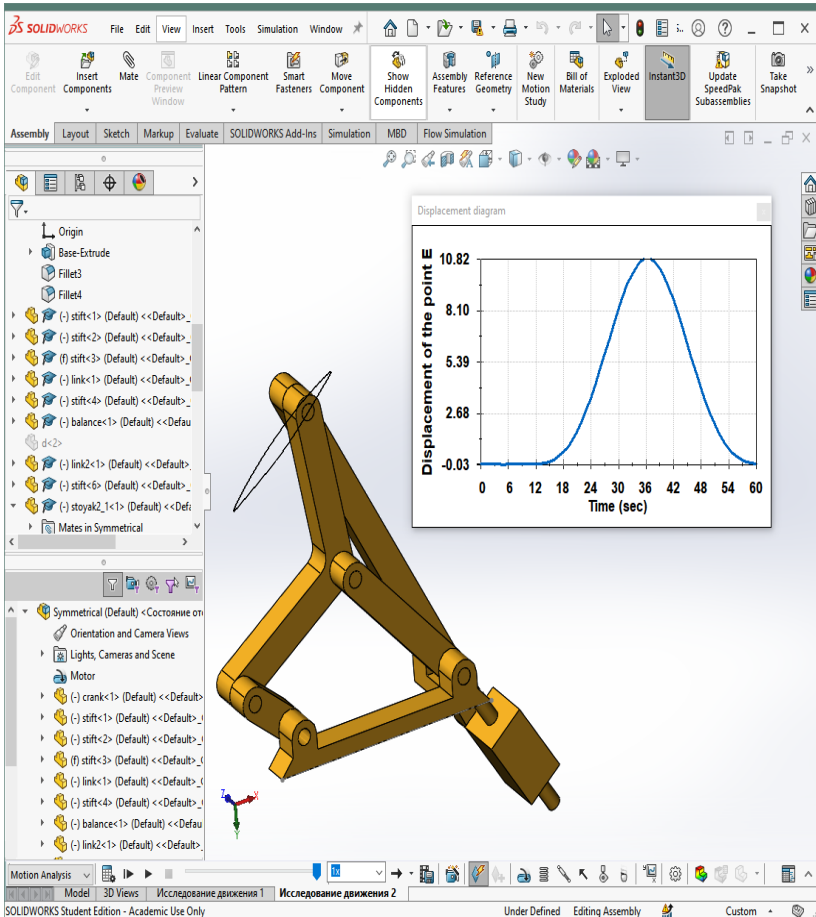 SOLIDWORKS File Edit View Insert Tools Simulation Window
Edit Component
Insert Components
Mate
Component Preview Window
Linear Component Pattern
Smart Fasteners
Move Component
Show Hidden Components
Assembly Features
Reference Geometry
New Motion Study
Bill of Materials
Exploded View
Instant3D
Update SpeedPak Subassemblies
Take Snapshot
Assembly Layout Sketch Markup Evaluate SOLIDWORKS Add-Ins Simulation MBD Flow Simulation
Origin
Base-Extrude
Fillet3
Fillet4
(-) stift<1> (Default) <<Default>_
(-) stift<2> (Default) <<Default>_
(f) stift<3> (Default) <<Default>_(
(-) link<1> (Default) <<Default>_
(-) stift<4> (Default) <<Default>_
(-) balance<1> (Default) <<Defau
d<2>
(-) link2<1> (Default) <<Default>_
(-) stift<6> (Default) <<Default>_
(-) stoyak2_1<1> (Default) <<Defa
Mates in Symmetrical
Symmetrical (Default) <Состояние от
Orientation and Camera Views
Lights, Cameras and Scene
Motor
(-) crank<1> (Default) <<Default>
(-) stift<1> (Default) <<Default>_(
(-) stift<2> (Default) <<Default>_(
(f) stift<3> (Default) <<Default>_(
(-) link<1> (Default) <<Default>_(
(-) stift<4> (Default) <<Default>_(
(-) balance<1> (Default) <<Defau
(-) link2<1> (Default) <<Default>_
Displacement diagram
Displacement of the point E
10.82
8.10
5.39
2.68
-0.03
0 6 12 18 24 30 36 42 48 54 60
Time (sec)
Z X
Y
Motion Analysis 1x
Model 3D Views Исследование движения 1 Исследование движения 2
SOLIDWORKS Student Edition - Academic Use Only Under Defined Editing Assembly Custom